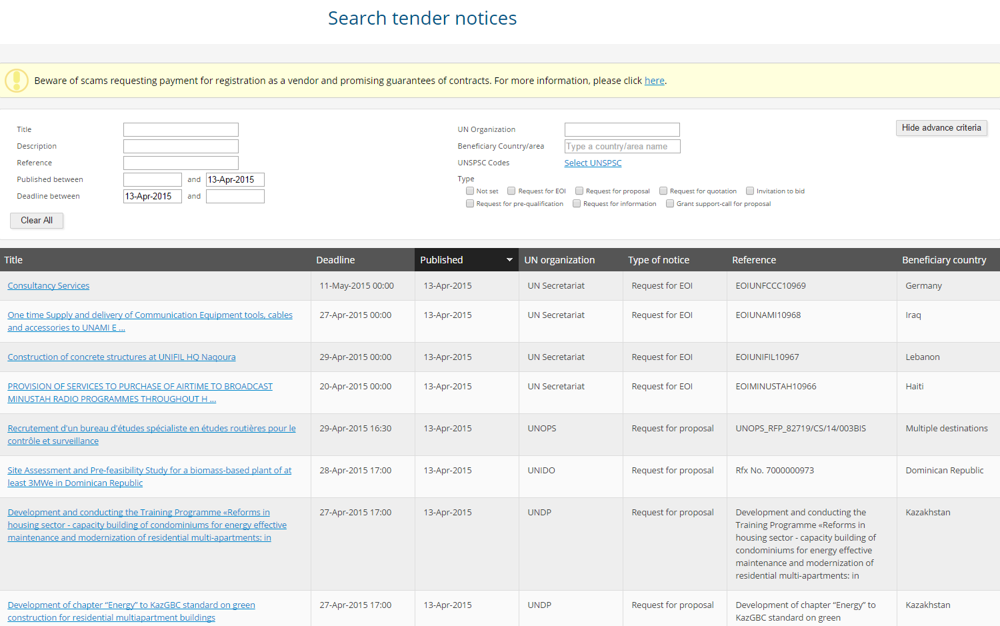 Search tender notices
Beware of scams requesting payment for registration as a vendor and promising guarantees of contracts. For more information, please click here.
Title
Description
Reference
Published between and 13-Apr-2015
Deadline between 13-Apr-2015 and
Clear All
UN Organization
Beneficiary Country/area Type a country/area name
UNSPSC Codes Select UNSPSC
Type
Not set Request for EOI Request for proposal Request for quotation Invitation to bid
Request for pre-qualification Request for information Grant support-call for proposal
Hide advance criteria
Title Deadline Published UN organization Type of notice Reference Beneficiary country
Consultancy Services 11-May-2015 00:00 13-Apr-2015 UN Secretariat Request for EOI EOIUNFCCC10969 Germany
One time Supply and delivery of Communication Equipment tools, cables 27-Apr-2015 00:00 13-Apr-2015 UN Secretariat Request for EOI EOIUNAMI10968 Iraq
and accessories to UNAMI E ...
Construction of concrete structures at UNIFIL HQ Naqoura 29-Apr-2015 00:00 13-Apr-2015 UN Secretariat Request for EOI EOIUNIFIL10967 Lebanon
PROVISION OF SERVICES TO PURCHASE OF AIRTIME TO BROADCAST 20-Apr-2015 00:00 13-Apr-2015 UN Secretariat Request for EOI EOIMINUSTAH10966 Haiti
MINUSTAH RADIO PROGRAMMES THROUGHOUT H ...
Recrutement d'un bureau d'études spécialiste en études routières pour le 29-Apr-2015 16:30 13-Apr-2015 UNOPS Request for proposal UNOPS_RFP_82719/CS/14/003BIS Multiple destinations
contrôle et surveillance
Site Assessment and Pre-feasibility Study for a biomass-based plant of at 28-Apr-2015 17:00 13-Apr-2015 UNIDO Request for proposal Rfx No. 7000000973 Dominican Republic
least 3MWe in Dominican Republic
Development and conducting the Training Programme «Reforms in 27-Apr-2015 17:00 13-Apr-2015 UNDP Request for proposal Development and conducting the Kazakhstan
housing sector - capacity building of condominiums for energy effective Training Programme «Reforms in
maintenance and modernization of residential multi-apartments: in housing sector - capacity building of
condominiums for energy effective
maintenance and modernization of
residential multi-apartments: in
Development of chapter “Energy” to KazGBC standard on green 27-Apr-2015 17:00 13-Apr-2015 UNDP Request for proposal Development of chapter “Energy” to Kazakhstan
construction for residential multiapartment buildings KazGBC standard on green